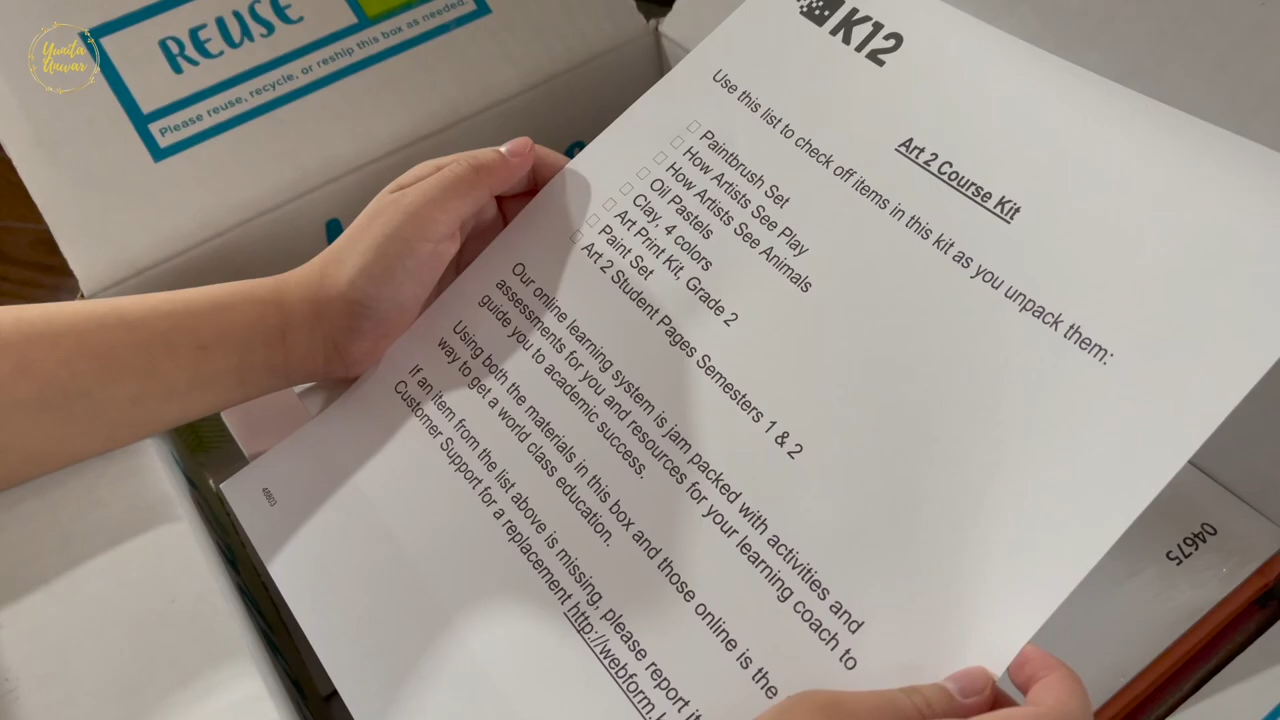 Yunita
Anwar
REUSE
Please reuse, recycle, or reship this box as needed.
K12
Art 2 Course Kit
Use this list to check off items in this kit as you unpack them:
Paintbrush Set
How Artists See Play
How Artists See Animals
Oil Pastels
Clay, 4 colors
Art Print Kit, Grade 2
Paint Set
Art 2 Student Pages Semesters 1 & 2
Our online learning system is jam packed with activities and
assessments for you and resources for your learning coach to
guide you to academic success.
Using both the materials in this box and those online is the
way to get a world class education.
If an item from the list above is missing, please report it
Customer Support for a replacement http://webform.
48803
04675